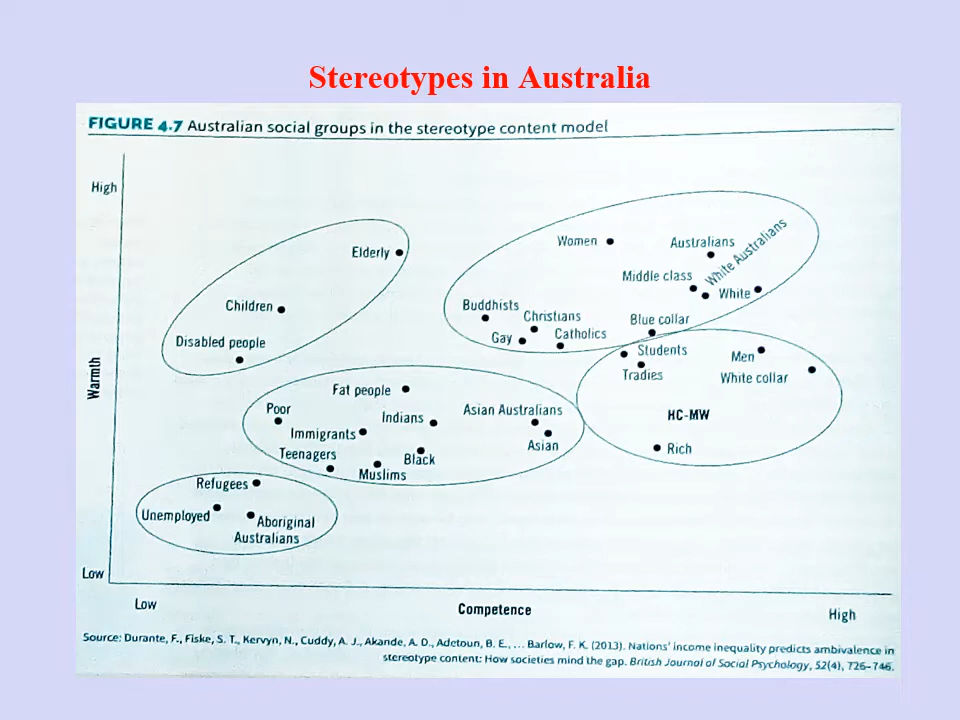 Stereotypes in Australia
FIGURE 4.7 Australian social groups in the stereotype content model
High
Women
Australians
White Australians
Elderly
Middle class
White
Children
Buddhists
Christians
Blue collar
Gay
Catholics
Disabled people
Students
Men
Tradies
White collar
Warmth
Fat people
Poor
Indians
Asian Australians
HC-MW
Immigrants
Asian
Rich
Teenagers
Black
Muslims
Refugees
Unemployed
Aboriginal
Australians
Low
Low
Competence
High
Source: Durante, F., Fiske, S. T., Kervyn, N., Cuddy, A. J., Akande, A. D., Adetoun, B. E., ... Barlow, F. K. (2013). Nations' income inequality predicts ambivalence in
stereotype content: How societies mind the gap. British Journal of Social Psychology, 52(4), 726–746.